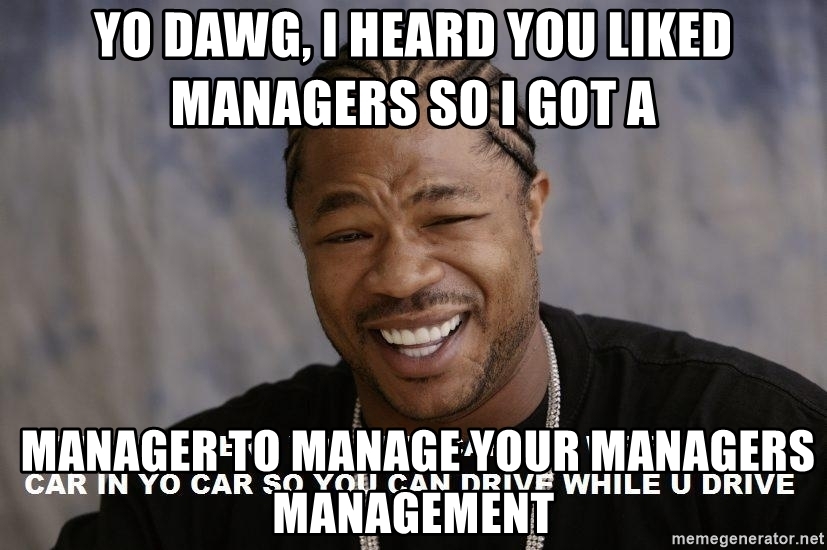 YO DAWG, I HEARD YOU LIKED
MANAGERS SO I GOT A
MANAGER TO MANAGE YOUR MANAGERS
CAR IN YO CAR SO YOU CAN DRIVE WHILE U DRIVE
MANAGEMENT
memegenerator.net